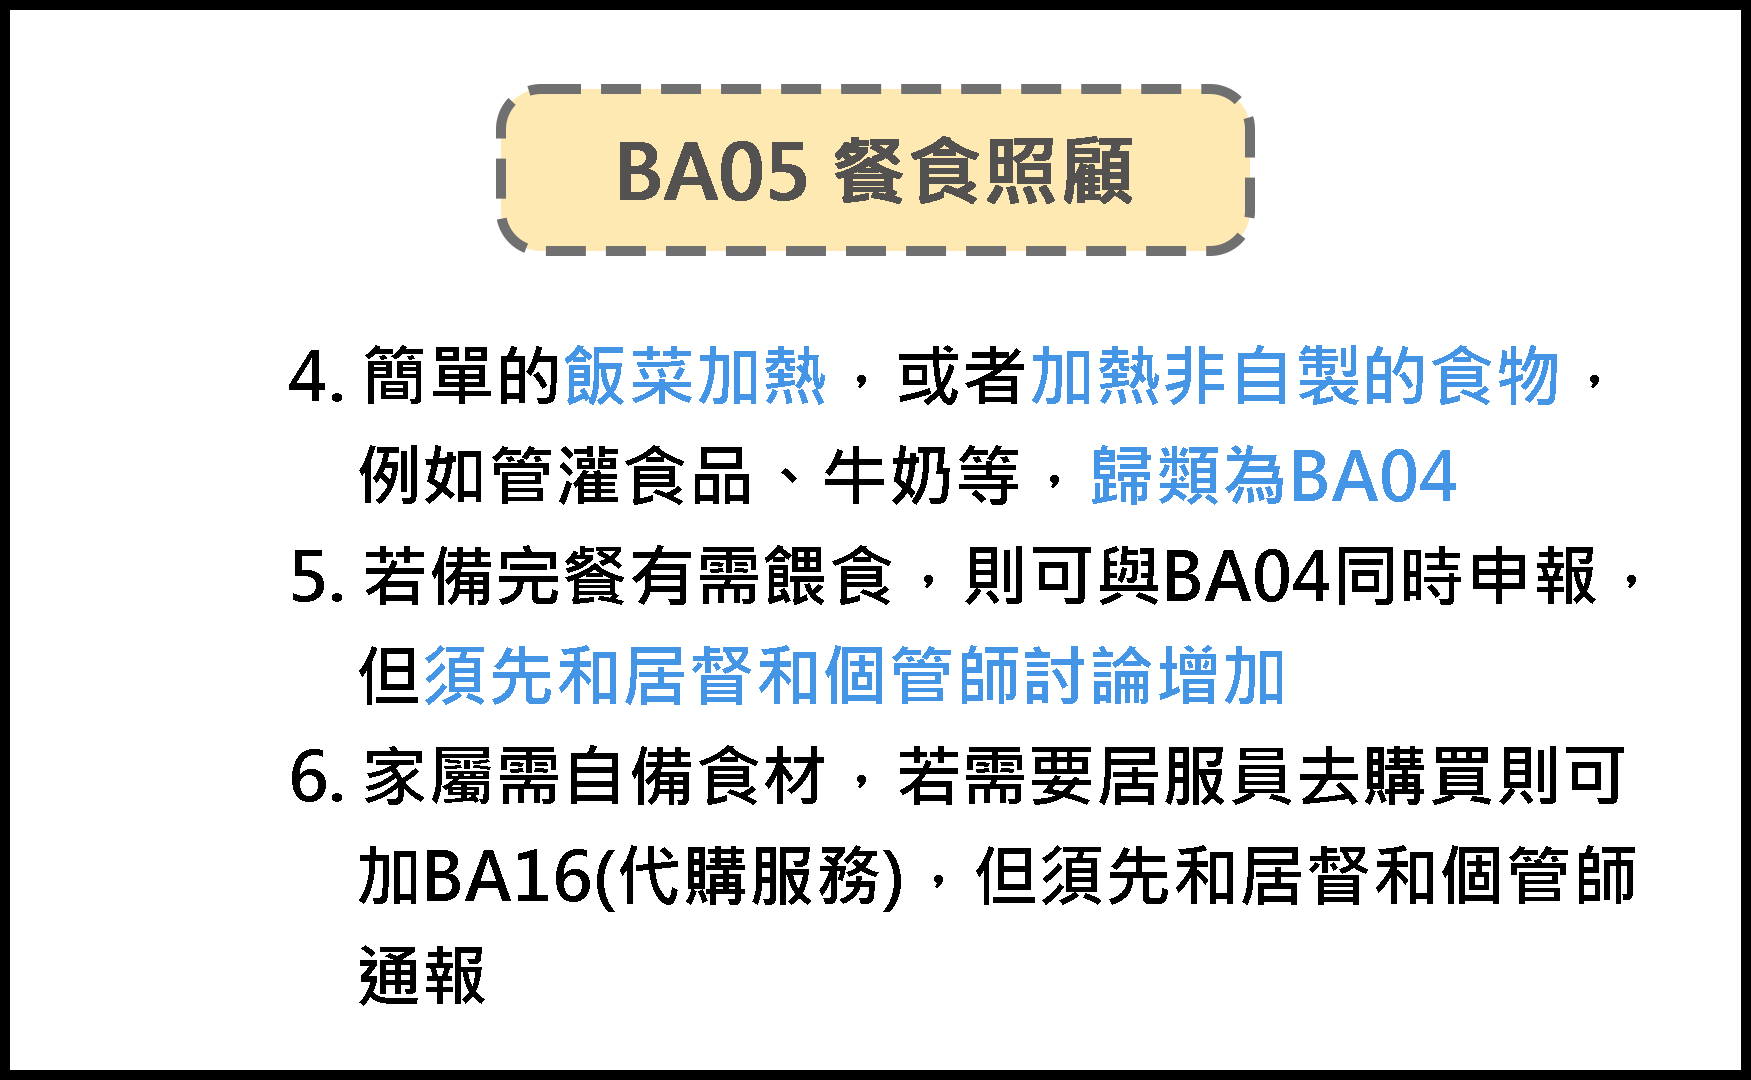 BA05 餐食照顧
4. 簡單的飯菜加熱，或者加熱非自製的食物，
例如管灌食品、牛奶等，歸類為BA04
5. 若備完餐有需餵食，則可與BA04同時申報，
但須先和居督和個管師討論增加
6. 家屬需自備食材，若需要居服員去購買則可
加BA16(代購服務)，但須先和居督和個管師
通報